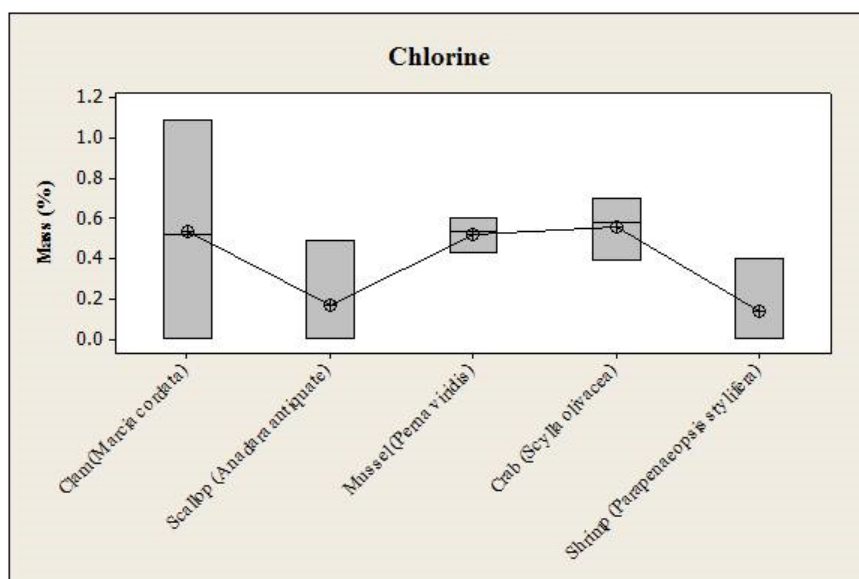 Chlorine
1.2
1.0
0.8
0.6
0.4
0.2
0.0
Mass (%)
Clam(Marcia cordata)
Scallop (Anadara antiquate)
Mussel (Perna viridis)
Crab (Scylla olivacea)
Shrimp (Parapenaeopsis stylifera)